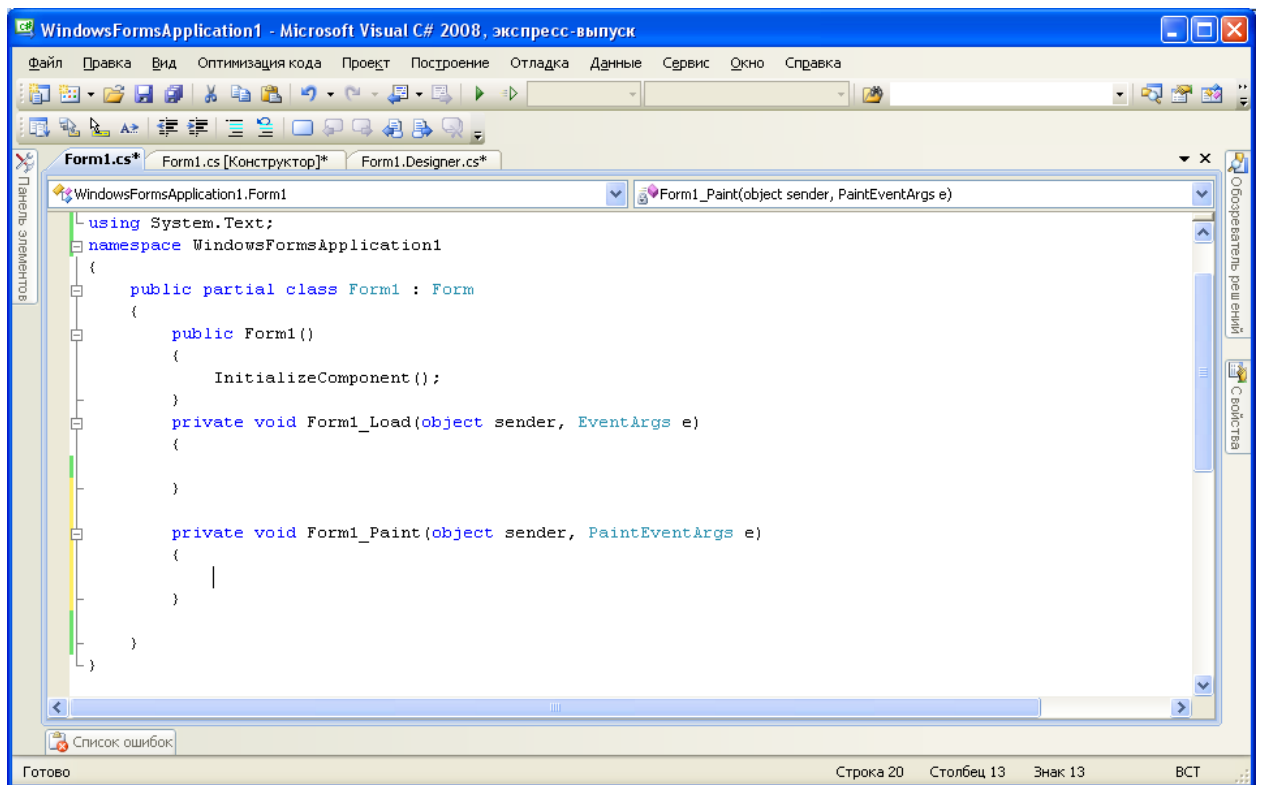 WindowsFormsApplication1 - Microsoft Visual C# 2008, экспресс-выпуск
Файл Правка Вид Оптимизация кода Проект Построение Отладка Данные Сервис Окно Справка
Form1.cs* Form1.cs [Конструктор]* Form1.Designer.cs*
WindowsFormsApplication1.Form1 Form1_Paint(object sender, PaintEventArgs e)
Панель элементов
using System.Text;
namespace WindowsFormsApplication1
{
public partial class Form1 : Form
{
public Form1()
{
InitializeComponent();
}
private void Form1_Load(object sender, EventArgs e)
{
}
private void Form1_Paint(object sender, PaintEventArgs e)
{
}
}
}
Обозреватель решений
Свойства
Список ошибок
Готово Строка 20 Столбец 13 Знак 13 ВСТ